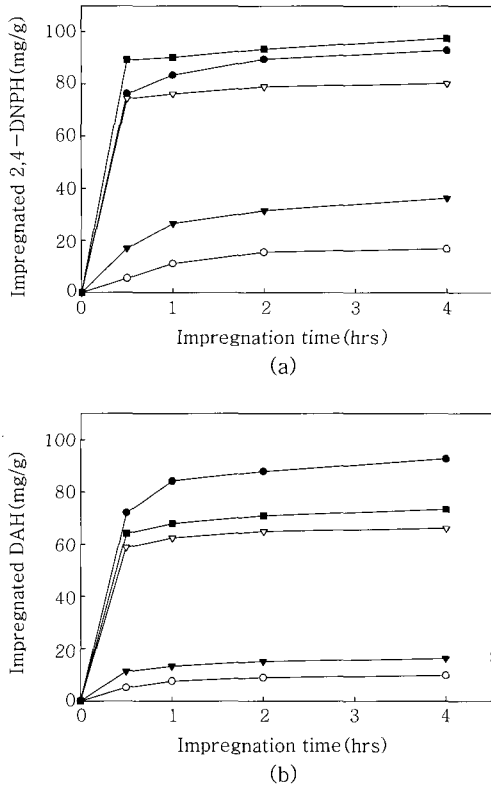 Impregnated 2,4-DNPH(mg/g)
100
80
60
40
20
0
0 1 2 3 4
Impregnation time(hrs)
(a)
Impregnated DAH(mg/g)
100
80
60
40
20
0
0 1 2 3 4
Impregnation time(hrs)
(b)